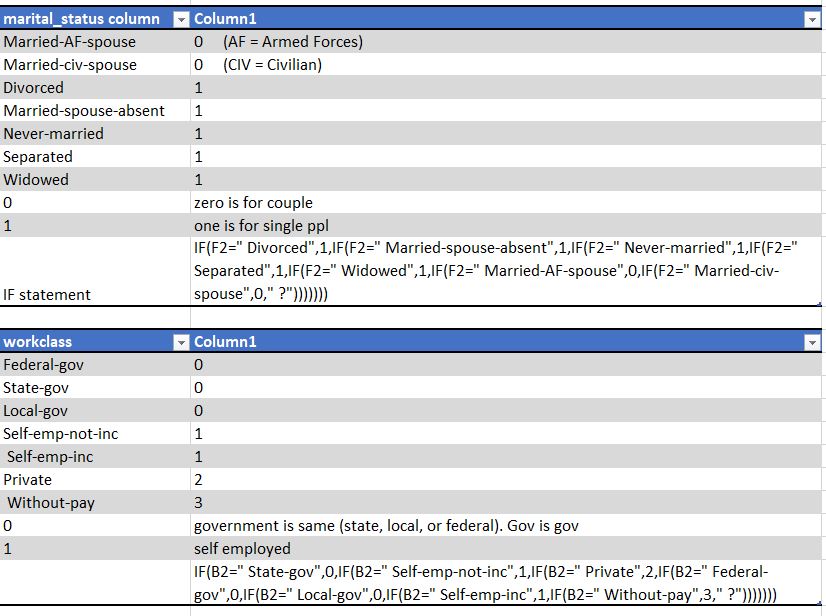 marital_status column Column1
Married-AF-spouse 0 (AF = Armed Forces)
Married-civ-spouse 0 (CIV = Civilian)
Divorced 1
Married-spouse-absent 1
Never-married 1
Separated 1
Widowed 1
0 zero is for couple
1 one is for single ppl
IF(F2=" Divorced",1,IF(F2=" Married-spouse-absent",1,IF(F2=" Never-married",1,IF(F2="
Separated",1,IF(F2=" Widowed",1,IF(F2=" Married-AF-spouse",0,IF(F2=" Married-civ-
IF statement spouse",0," ?")))))))
workclass Column1
Federal-gov 0
State-gov 0
Local-gov 0
Self-emp-not-inc 1
Self-emp-inc 1
Private 2
Without-pay 3
0 government is same (state, local, or federal). Gov is gov
1 self employed
IF(B2=" State-gov",0,IF(B2=" Self-emp-not-inc",1,IF(B2=" Private",2,IF(B2=" Federal-
gov",0,IF(B2=" Local-gov",0,IF(B2=" Self-emp-inc",1,IF(B2=" Without-pay",3," ?")))))))